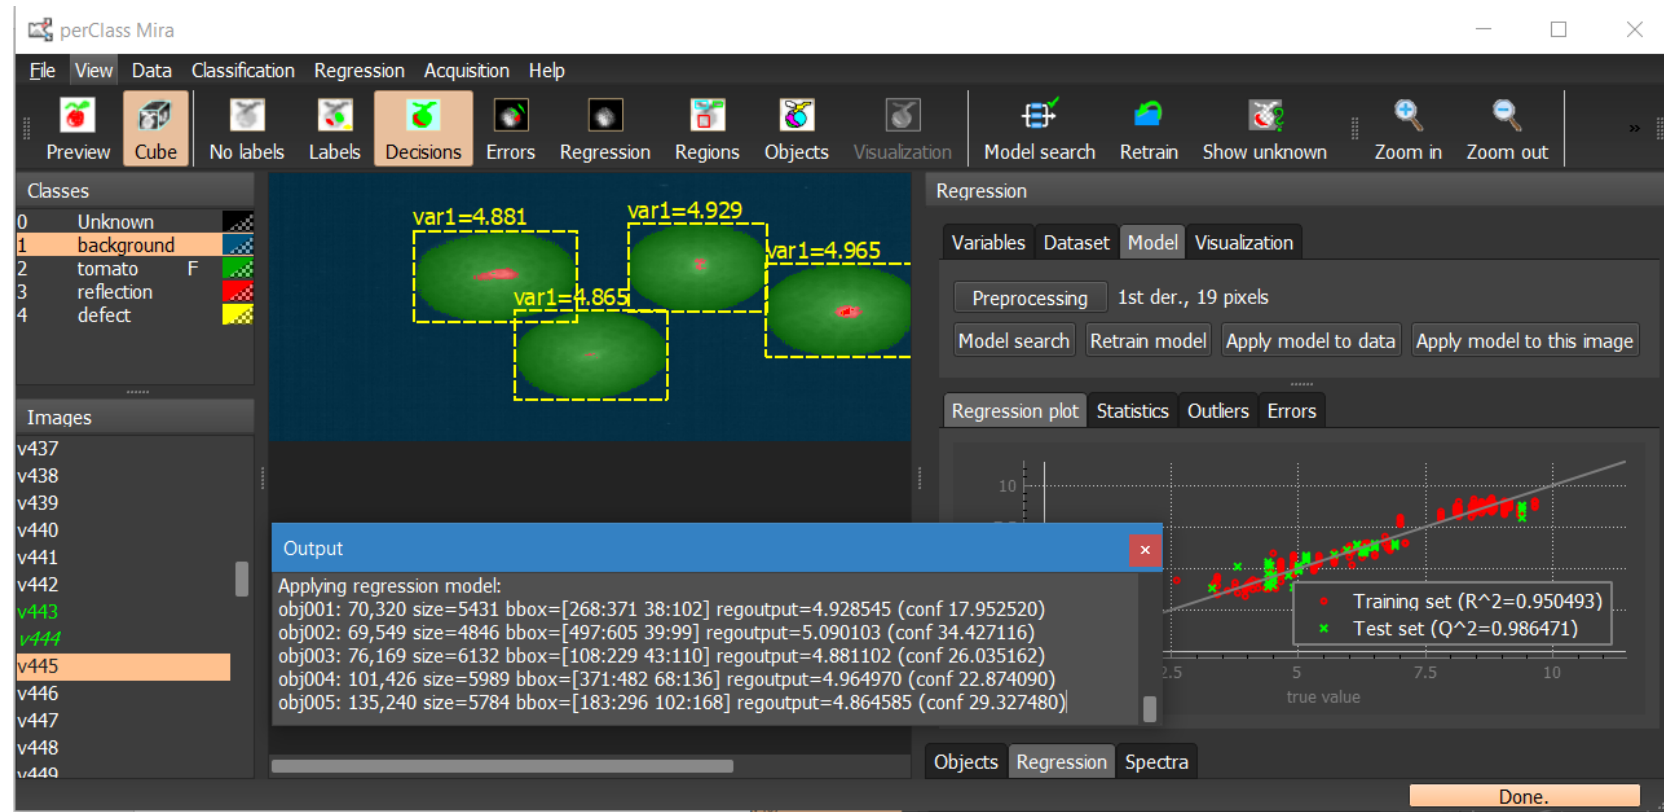 perClass Mira
File View Data Classification Regression Acquisition Help
Preview Cube No labels Labels Decisions Errors Regression Regions Objects Visualization Model search Retrain Show unknown Zoom in Zoom out »
Classes
0 Unknown
1 background
2 tomato F
3 reflection
4 defect
Images
v437
v438
v439
v440
v441
v442
v443
v444
v445
v446
v447
v448
v449
var1=4.881
var1=4.929
var1=4.965
var1=4.865
Output
Applying regression model:
obj001: 70,320 size=5431 bbox=[268:371 38:102] regoutput=4.928545 (conf 17.952520)
obj002: 69,549 size=4846 bbox=[497:605 39:99] regoutput=5.090103 (conf 34.427116)
obj003: 76,169 size=6132 bbox=[108:229 43:110] regoutput=4.881102 (conf 26.035162)
obj004: 101,426 size=5989 bbox=[371:482 68:136] regoutput=4.964970 (conf 22.874090)
obj005: 135,240 size=5784 bbox=[183:296 102:168] regoutput=4.864585 (conf 29.327480)
Regression
Variables Dataset Model Visualization
Preprocessing 1st der., 19 pixels
Model search Retrain model Apply model to data Apply model to this image
Regression plot Statistics Outliers Errors
10
Training set (R^2=0.950493)
Test set (Q^2=0.986471)
2.5 5 7.5 10
true value
Objects Regression Spectra
Done.